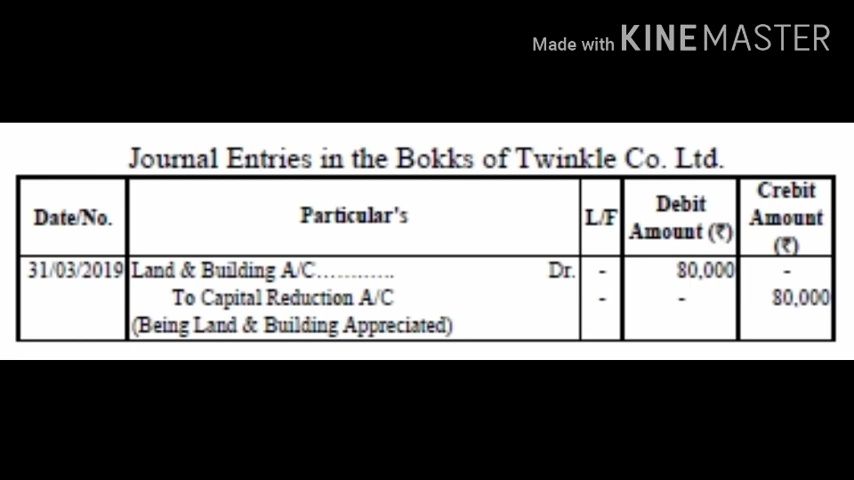 Made with KINEMASTER
Journal Entries in the Bokks of Twinkle Co. Ltd.
Date/No. Particular's L/F Debit Amount (₹) Crebit Amount (₹)
31/03/2019 Land & Building A/C............ Dr. - 80,000 -
To Capital Reduction A/C - - 80,000
(Being Land & Building Appreciated)